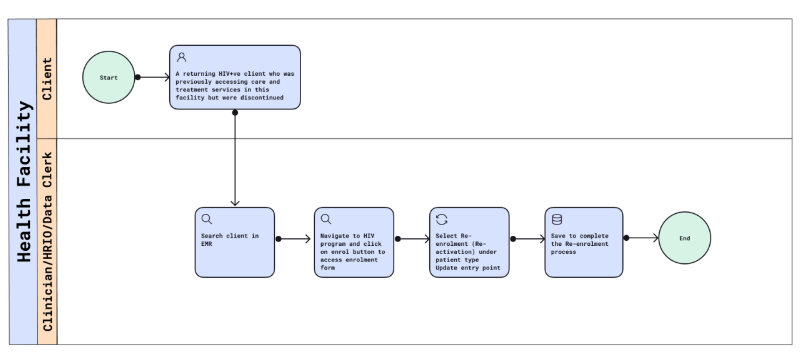 Health Facility
Client
Start
A returning HIV+ve client who was
previously accessing care and
treatment services in this
facility but were discontinued
Clinician/HRIO/Data Clerk
Search client in
EMR
Navigate to HIV
program and click
on enrol button to
access enrolment
form
Select Re-
enrolment (Re-
activation) under
patient type
Update entry point
Save to complete
the Re-enrolment
process
End